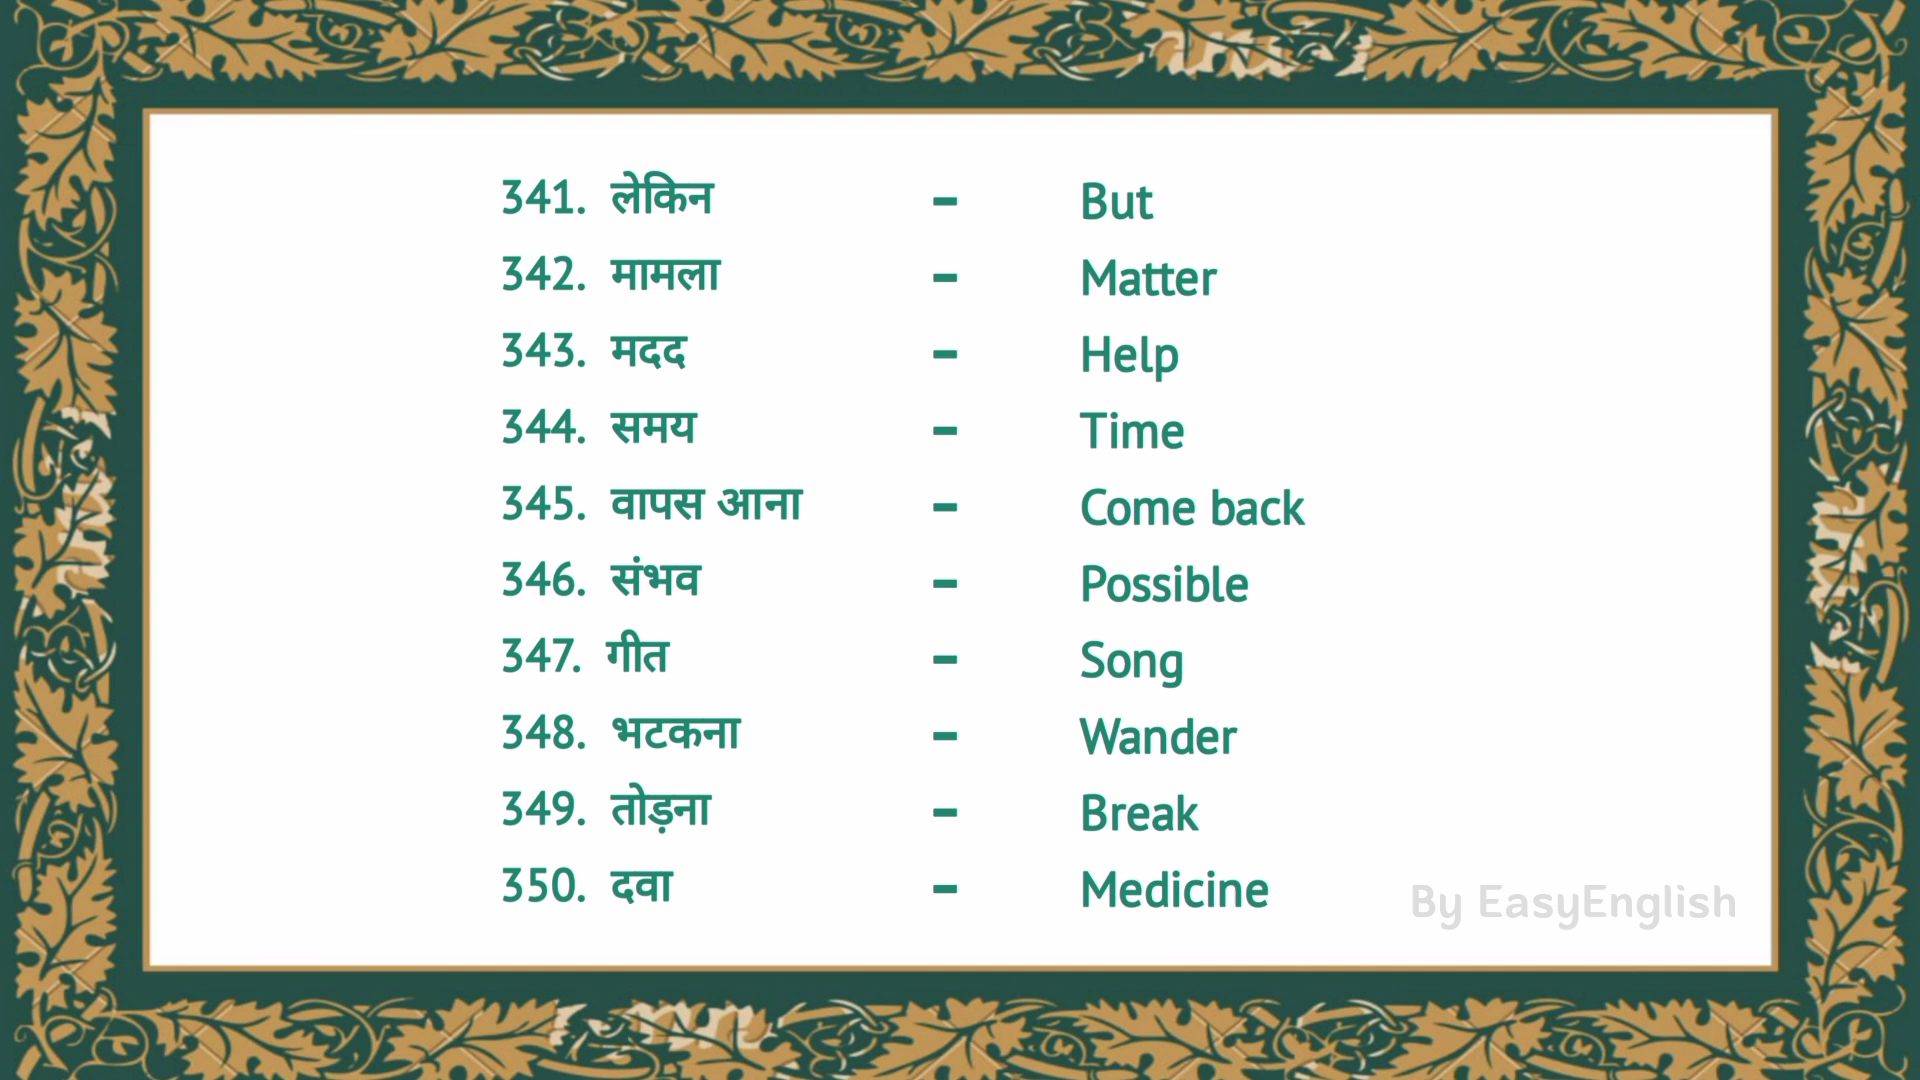 341. लेकिन - But
342. मामला - Matter
343. मदद - Help
344. समय - Time
345. वापस आना - Come back
346. संभव - Possible
347. गीत - Song
348. भटकना - Wander
349. तोड़ना - Break
350. दवा - Medicine
By EasyEnglish